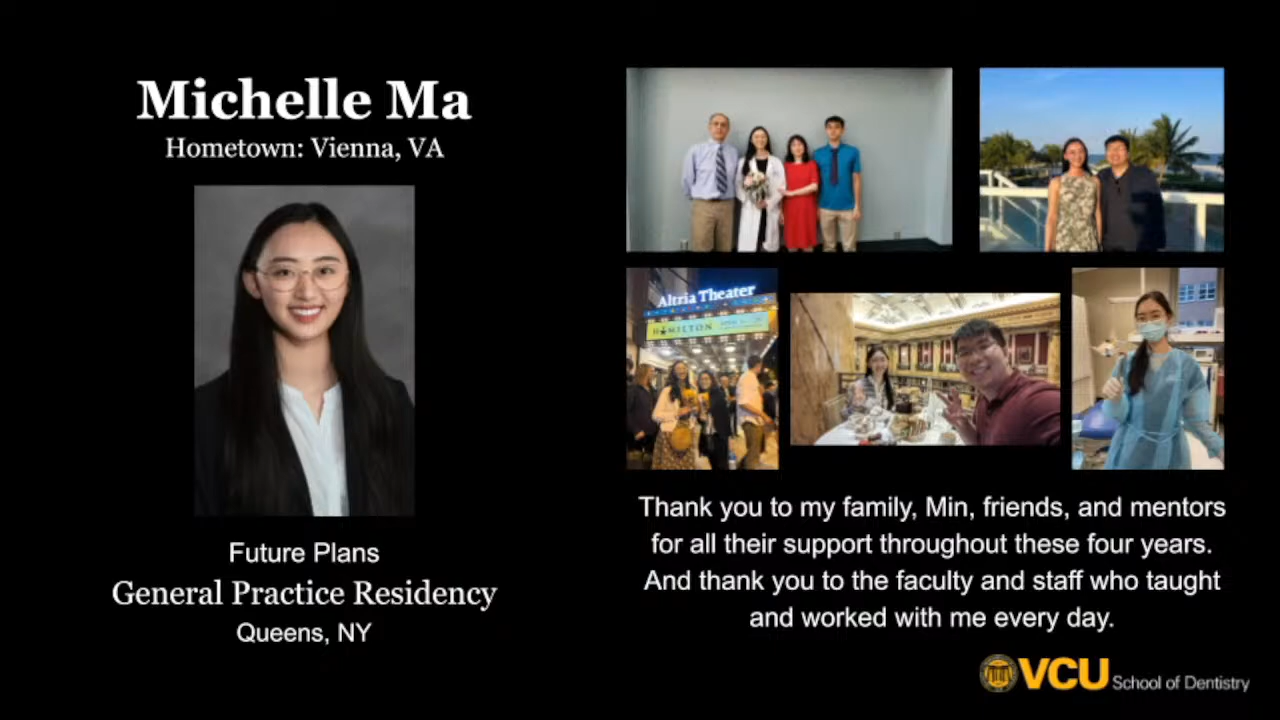 Michelle Ma
Hometown: Vienna, VA
Future Plans
General Practice Residency
Queens, NY
Altria Theater
HAMILTON
Thank you to my family, Min, friends, and mentors
for all their support throughout these four years.
And thank you to the faculty and staff who taught
and worked with me every day.
VCU School of Dentistry